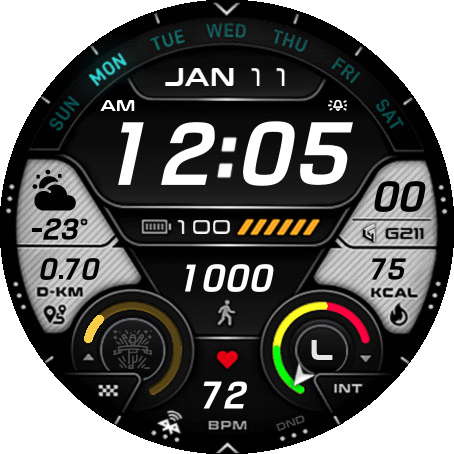 SUN MON TUE WED THU FRI SAT
JAN 11
AM
12:05
00
-23°
100
G211
0.70
D-KM
1000
75
KCAL
L
INT
72
BPM
DND